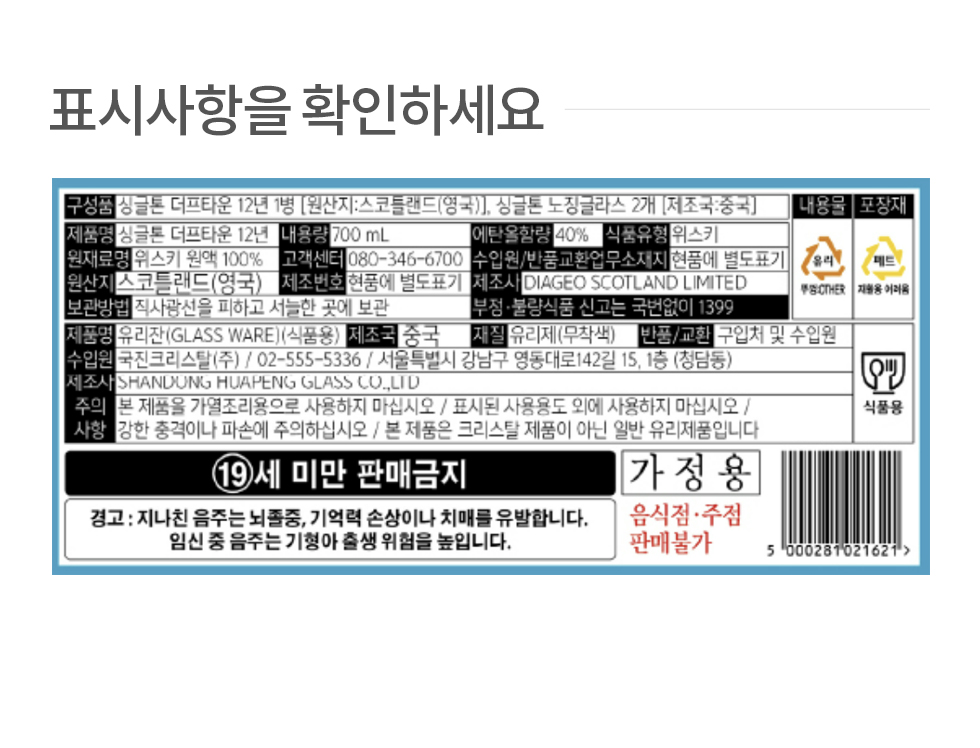 표시사항을 확인하세요
구성품 싱글톤 더프타운 12년 1병 [원산지:스코틀랜드(영국)], 싱글톤 노징글라스 2개 [제조국:중국] 내용물 포장재
제품명 싱글톤 더프타운 12년 내용량 700 mL 에탄올함량 40% 식품유형 위스키
원재료명 위스키 원액 100% 고객센터 080-346-6700 수입원/반품교환업무소재지 현품에 별도표기
유리 페트
원산지 스코틀랜드(영국) 제조번호 현품에 별도표기 제조사 DIAGEO SCOTLAND LIMITED
뚜껑:OTHER 재활용 어려움
보관방법 직사광선을 피하고 서늘한 곳에 보관 부정·불량식품 신고는 국번없이 1399
제품명 유리잔(GLASS WARE)(식품용) 제조국 중국 재질 유리제(무착색) 반품/교환 구입처 및 수입원
수입원 국진크리스탈(주) / 02-555-5336 / 서울특별시 강남구 영동대로142길 15, 1층 (청담동)
제조사 SHANDONG HUAPENG GLASS CO.,LTD
주의 본 제품을 가열조리용으로 사용하지 마십시오 / 표시된 사용용도 외에 사용하지 마십시오 /
사항 강한 충격이나 파손에 주의하십시오 / 본 제품은 크리스탈 제품이 아닌 일반 유리제품입니다
식품용
19세 미만 판매금지
가정용
경고 : 지나친 음주는 뇌졸중, 기억력 손상이나 치매를 유발합니다.
임신 중 음주는 기형아 출생 위험을 높입니다.
음식점·주점
판매불가
5 000281 021621 >